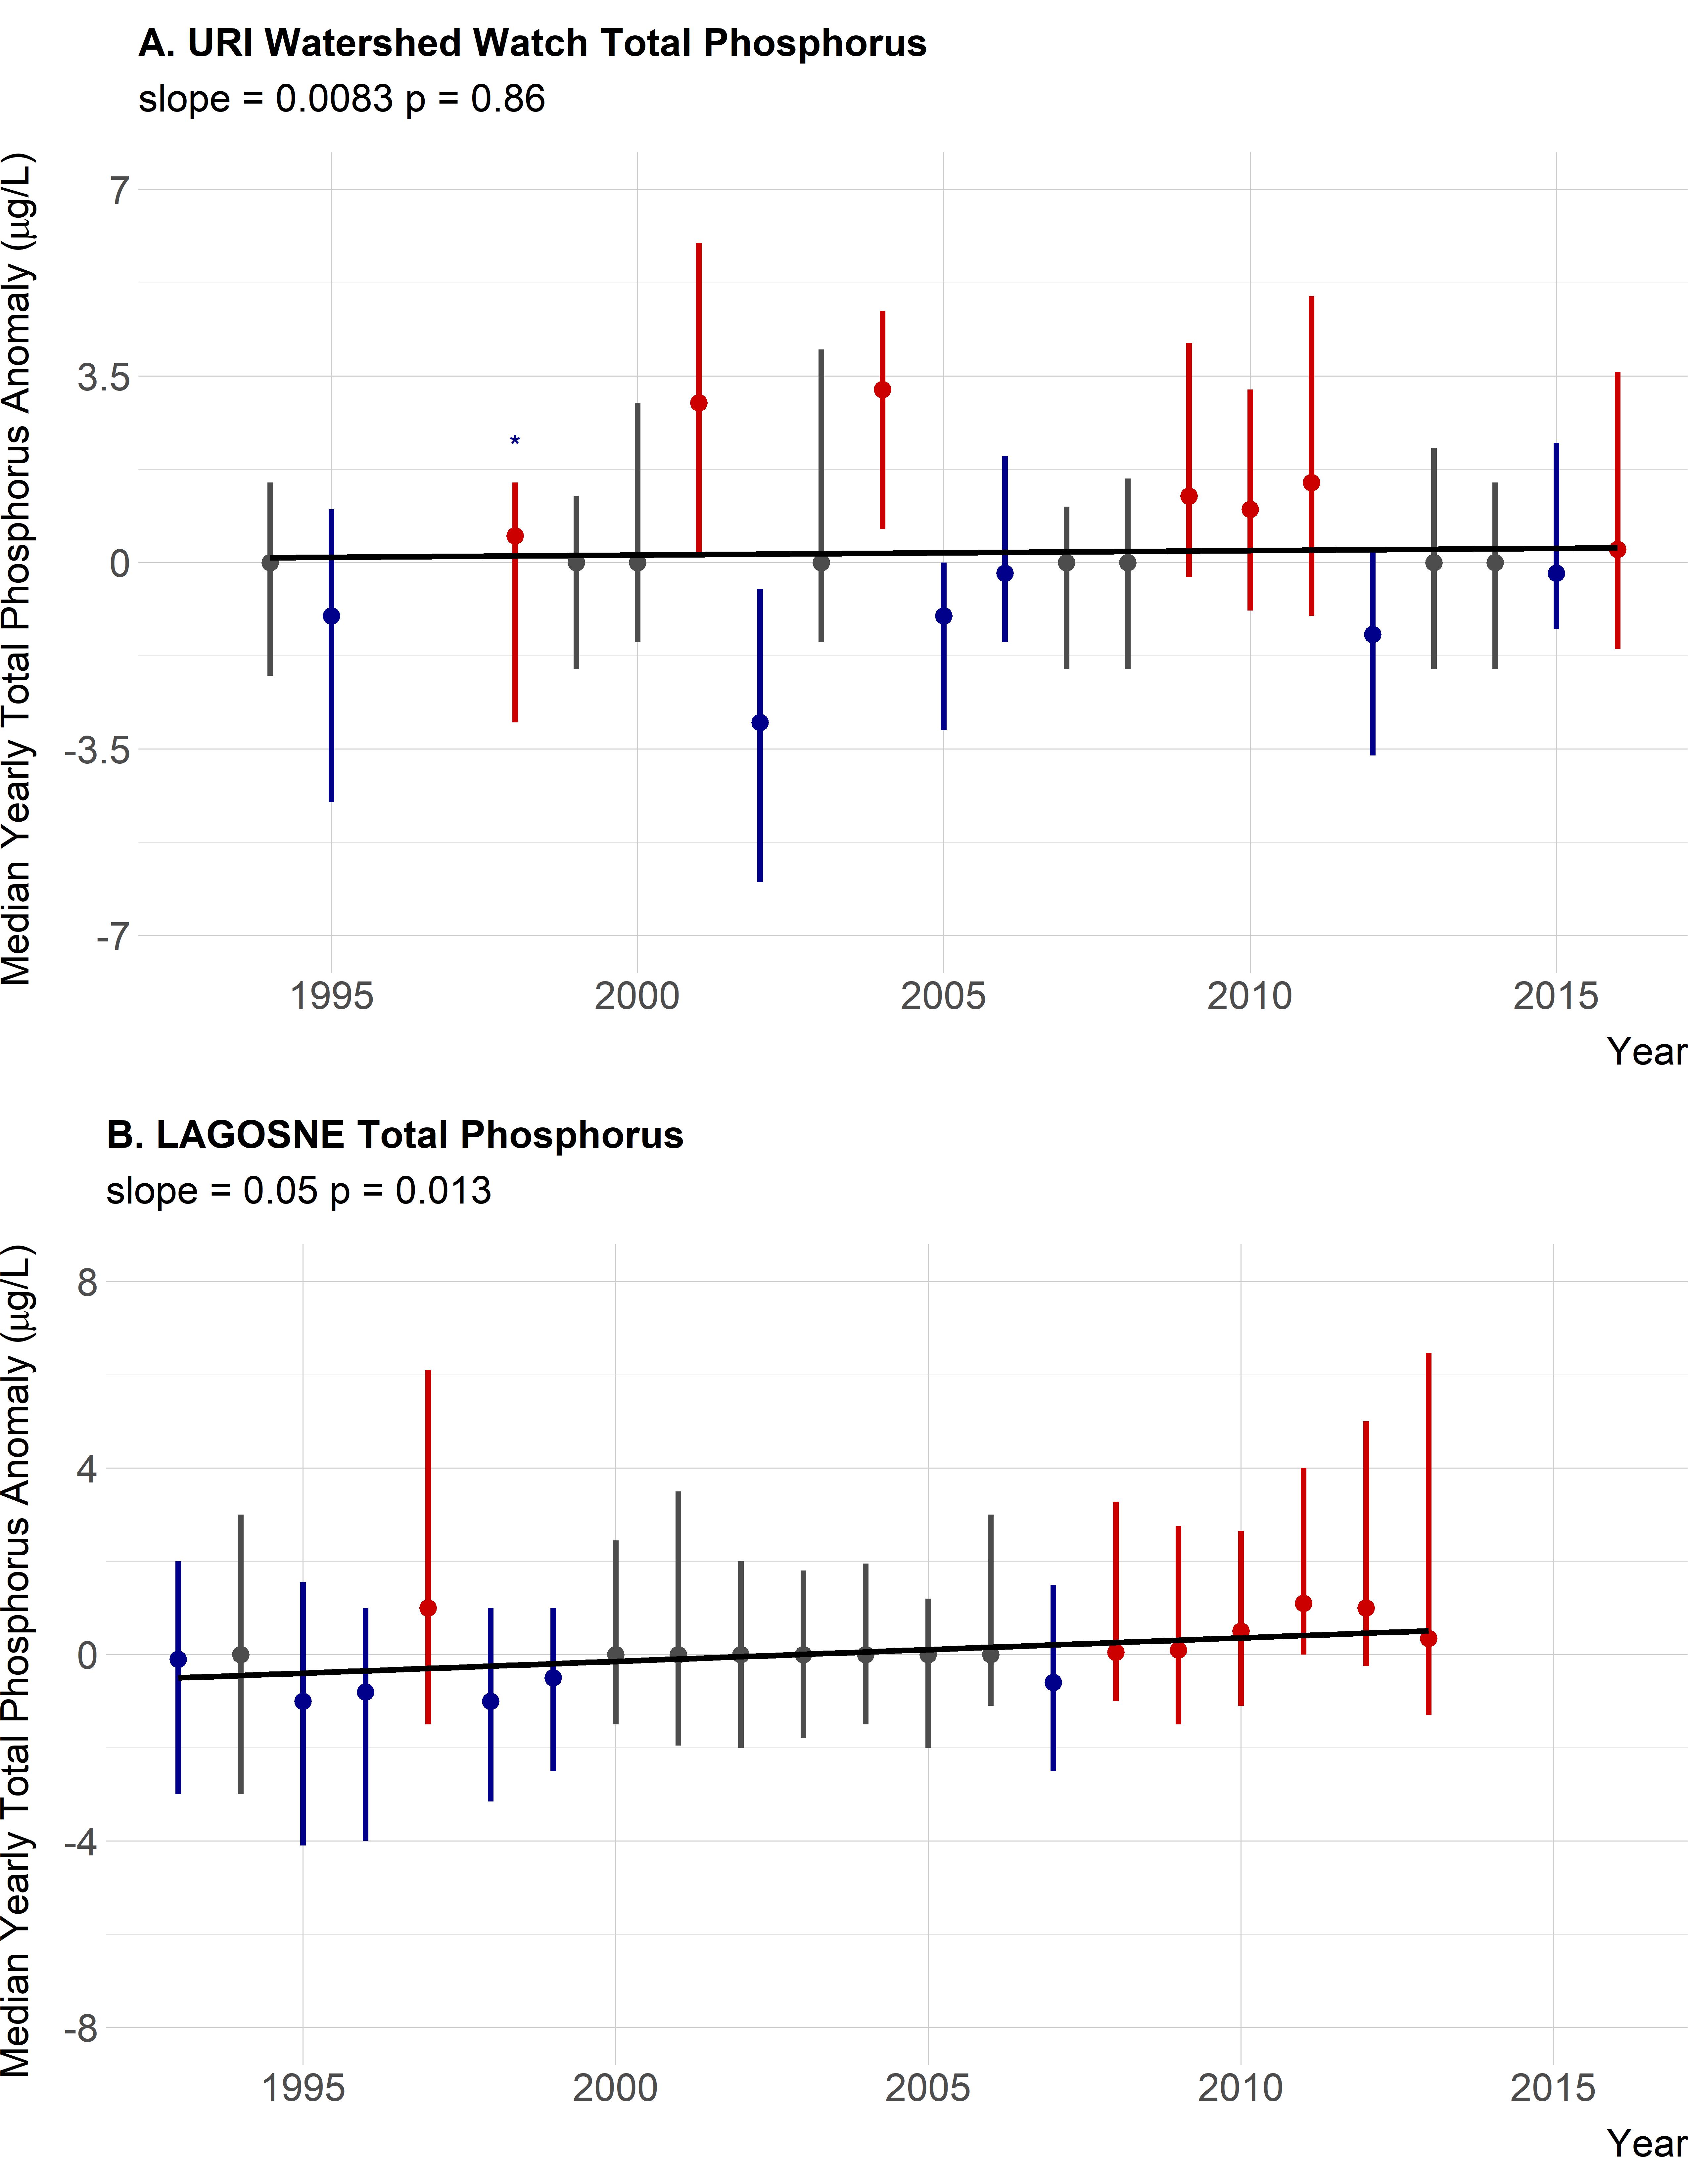 A. URI Watershed Watch Total Phosphorus
slope = 0.0083 p = 0.86
Median Yearly Total Phosphorus Anomaly (μg/L)
7
3.5
0
-3.5
-7
*
1995 2000 2005 2010 2015
Year
B. LAGOSNE Total Phosphorus
slope = 0.05 p = 0.013
Median Yearly Total Phosphorus Anomaly (μg/L)
8
4
0
-4
-8
1995 2000 2005 2010 2015
Year